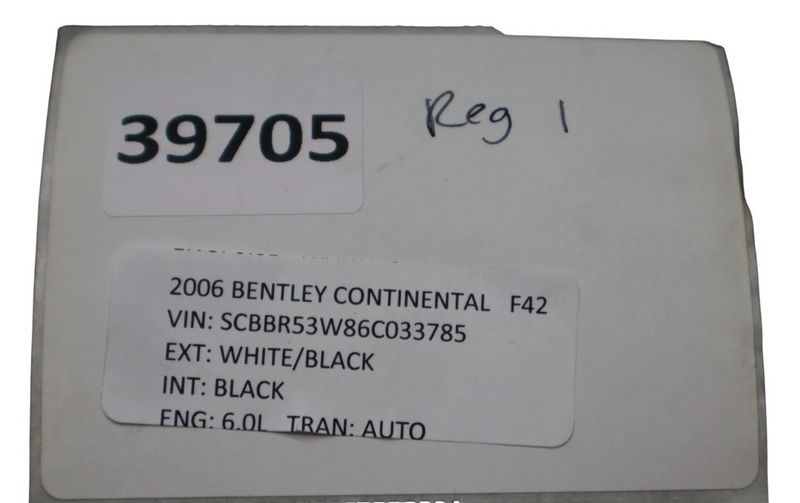 39705
Reg 1
2006 BENTLEY CONTINENTAL F42
VIN: SCBBR53W86C033785
EXT: WHITE/BLACK
INT: BLACK
ENG: 6.0L TRAN: AUTO